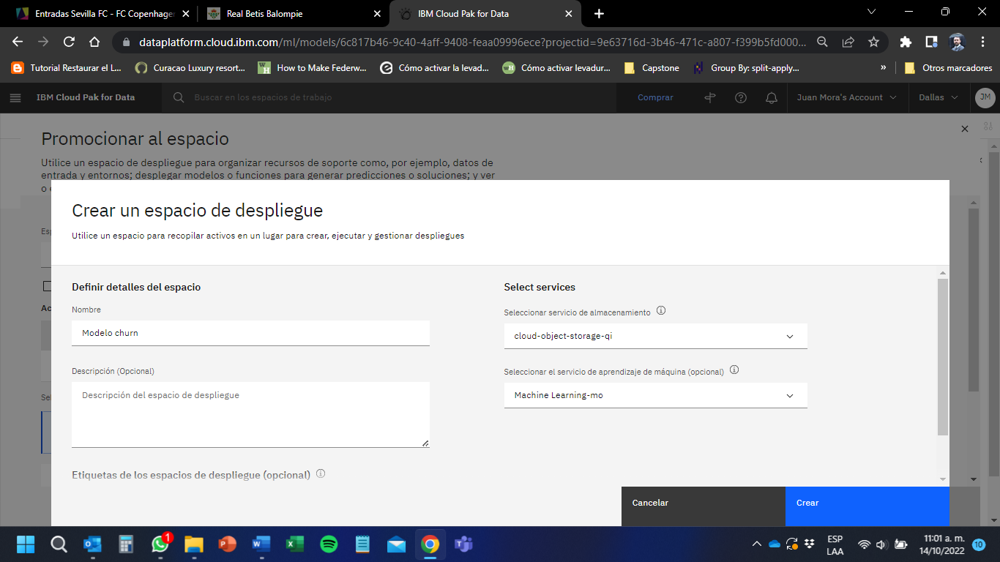 Entradas Sevilla FC - FC Copenhague
Real Betis Balompie
IBM Cloud Pak for Data
dataplatform.cloud.ibm.com/ml/models/6c817b46-9c40-4aff-9408-feaa09996ece?projectid=9e63716d-3b46-471c-a807-f399b5fd000...
Tutorial Restaurar el L...
Curacao Luxury resort...
How to Make Federw...
Cómo activar la levad...
Cómo activar levadur...
Capstone
Group By: split-apply...
»
Otros marcadores
IBM Cloud Pak for Data
Buscar en los espacios de trabajo
Comprar
Juan Mora's Account
Dallas
JM
Promocionar al espacio
Utilice un espacio de despliegue para organizar recursos de soporte como, por ejemplo, datos de
entrada y entornos; desplegar modelos o funciones para generar predicciones o soluciones; y ver
o
Crear un espacio de despliegue
Utilice un espacio para recopilar activos en un lugar para crear, ejecutar y gestionar despliegues
Definir detalles del espacio
Nombre
Modelo churn
Descripción (Opcional)
Descripción del espacio de despliegue
Etiquetas de los espacios de despliegue (opcional)
Select services
Seleccionar servicio de almacenamiento
cloud-object-storage-qi
Seleccionar el servicio de aprendizaje de máquina (opcional)
Machine Learning-mo
Cancelar
Crear
1
ESP
LAA
11:01 a. m.
14/10/2022
10